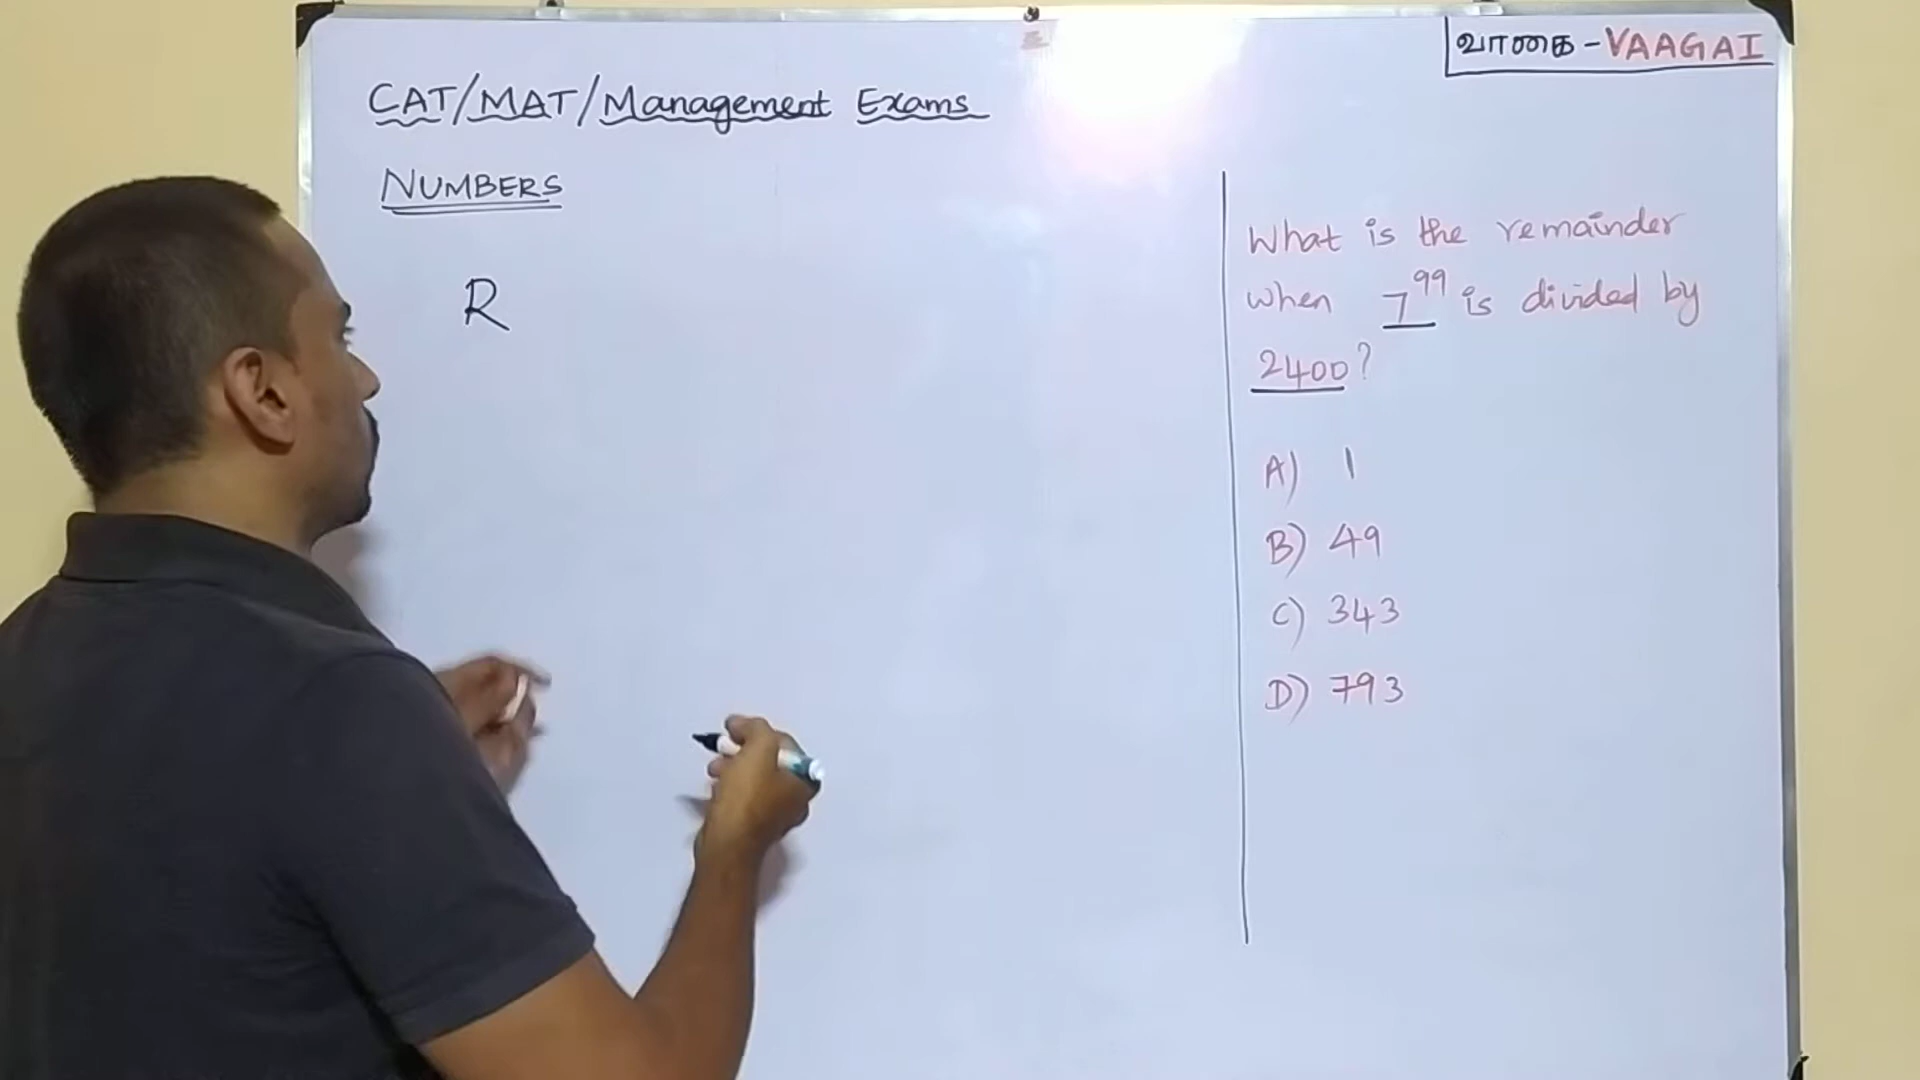 வாகை - VAAGAI
CAT/MAT/Management Exams
NUMBERS
R
What is the remainder
when 7^99 is divided by
2400?
A) 1
B) 49
C) 343
D) 793